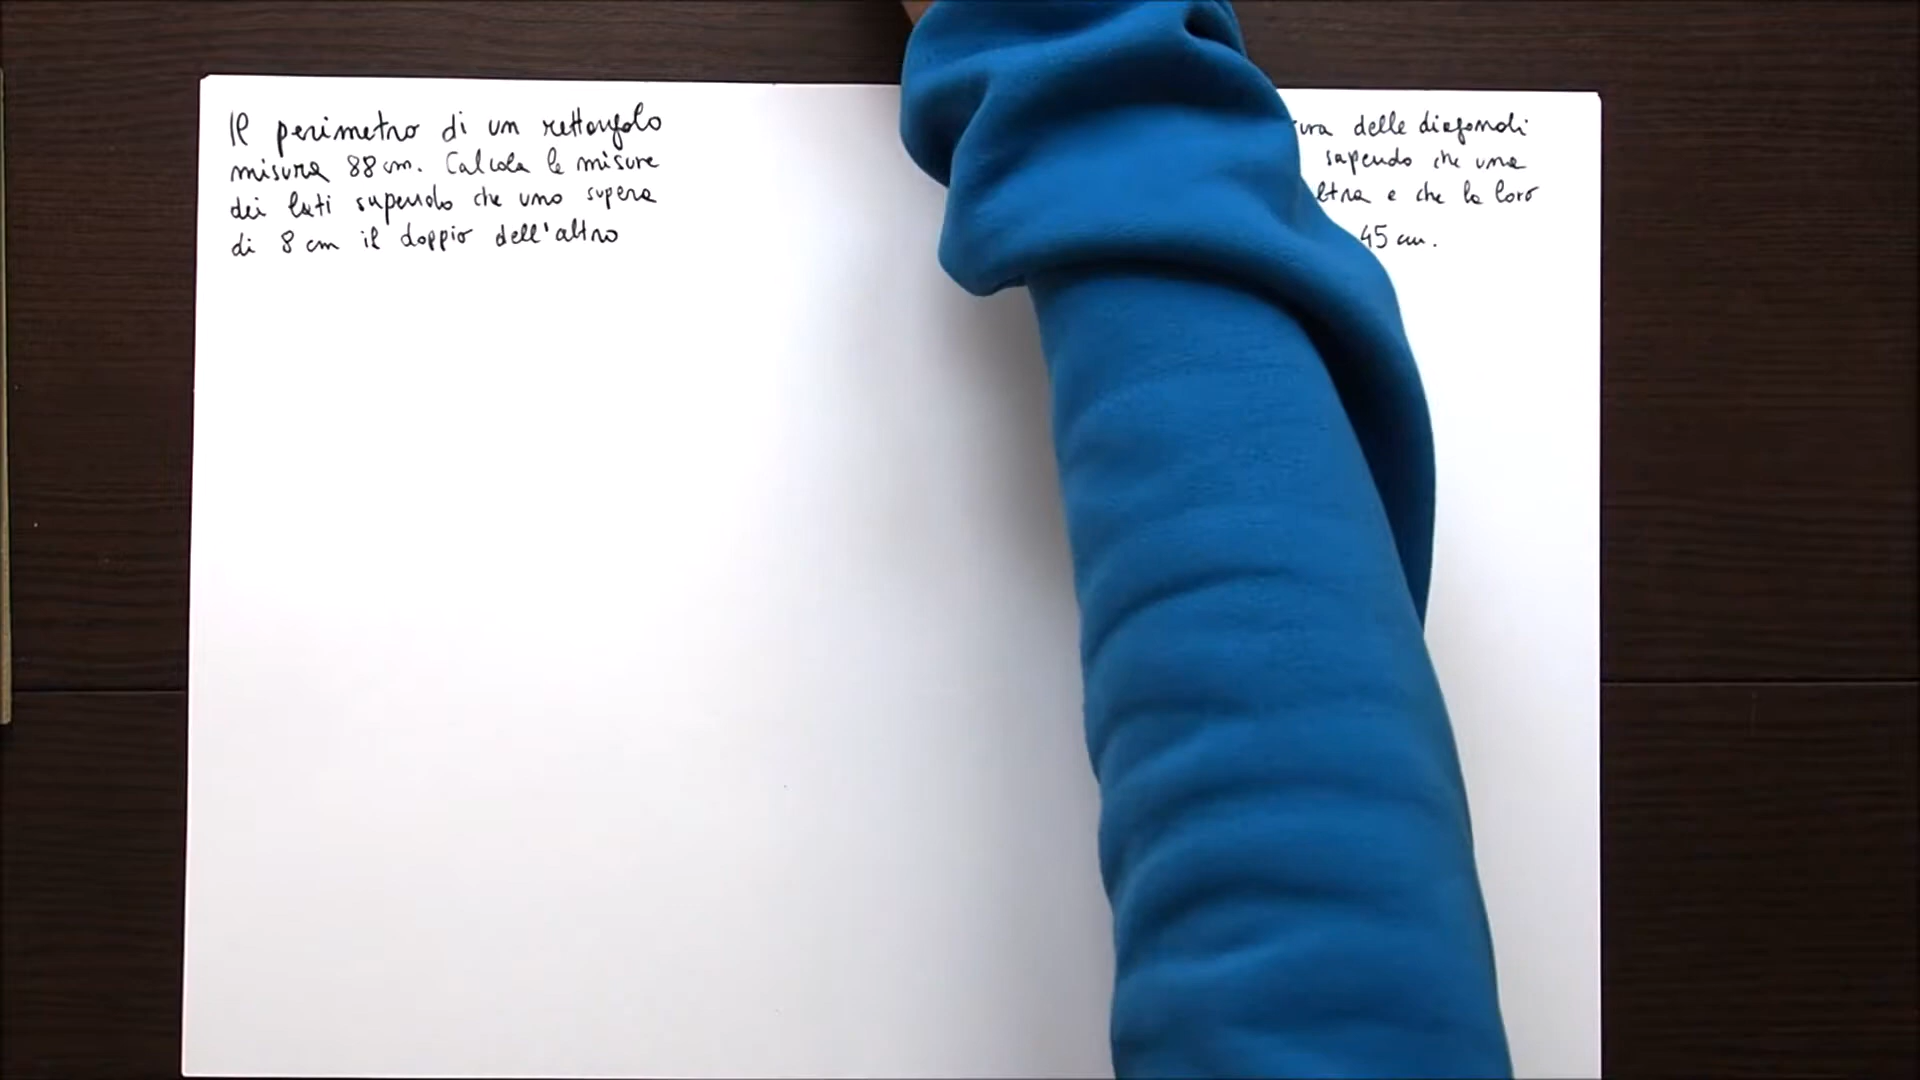 Il perimetro di un rettangolo
misura 88 cm. Calcola le misure
dei lati sapendo che uno supera
di 8 cm il doppio dell'altro
delle diagonali
sapendo che una
e che la loro
45 cm.